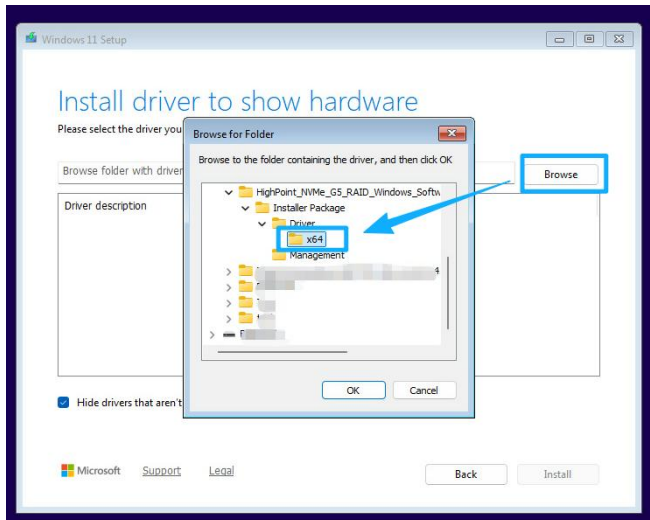 Windows 11 Setup
Install driver to show hardware
Please select the driver you
Browse for Folder
Browse to the folder containing the driver, and then click OK
Browse folder with driver
Browse
HighPoint_NVMe_G5_RAID_Windows_Softw
Driver description
Installer Package
Driver
x64
Management
OK
Cancel
Hide drivers that aren't
Microsoft
Support
Legal
Back
Install